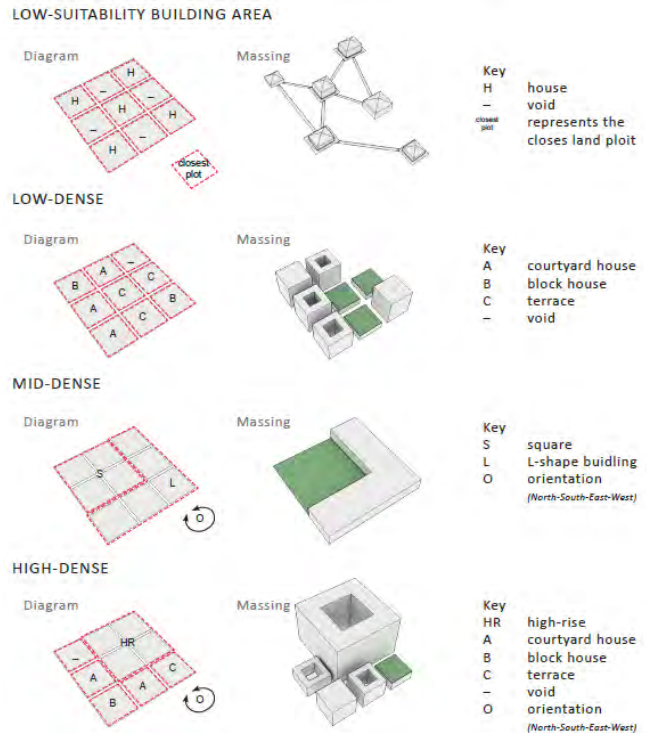 LOW-SUITABILITY BUILDING AREA
Diagram
Massing
H
– –
H H
– –
H H
closest
plot
Key
H house
– void
closest
plot
represents the
closes land ploit
LOW-DENSE
Diagram
Massing
–
A C
B C B
A C
A
Key
A courtyard house
B block house
C terrace
– void
MID-DENSE
Diagram
Massing
S
L
O
Key
S square
L L-shape buidling
O orientation
(North-South-East-West)
HIGH-DENSE
Diagram
Massing
HR
–
A C
A
B
O
Key
HR high-rise
A courtyard house
B block house
C terrace
– void
O orientation
(North-South-East-West)